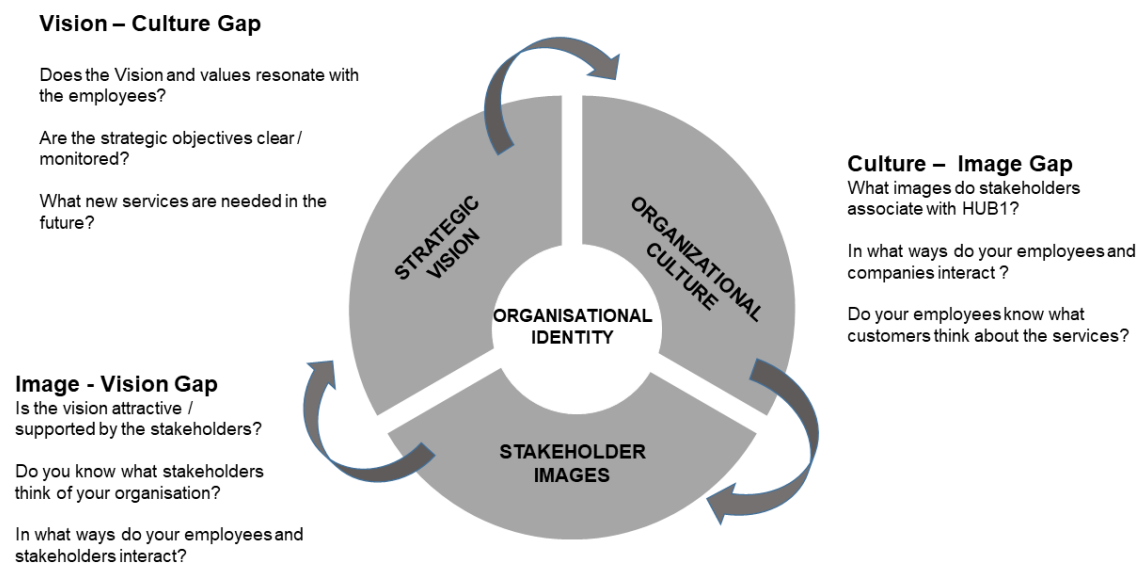 Vision – Culture Gap
Does the Vision and values resonate with
the employees?
Are the strategic objectives clear /
monitored?
What new services are needed in the
future?
STRATEGIC
VISION
ORGANIZATIONAL
CULTURE
ORGANISATIONAL
IDENTITY
STAKEHOLDER
IMAGES
Culture – Image Gap
What images do stakeholders
associate with HUB1?
In what ways do your employees and
companies interact ?
Do your employees know what
customers think about the services?
Image - Vision Gap
Is the vision attractive /
supported by the stakeholders?
Do you know what stakeholders
think of your organisation?
In what ways do your employees and
stakeholders interact?